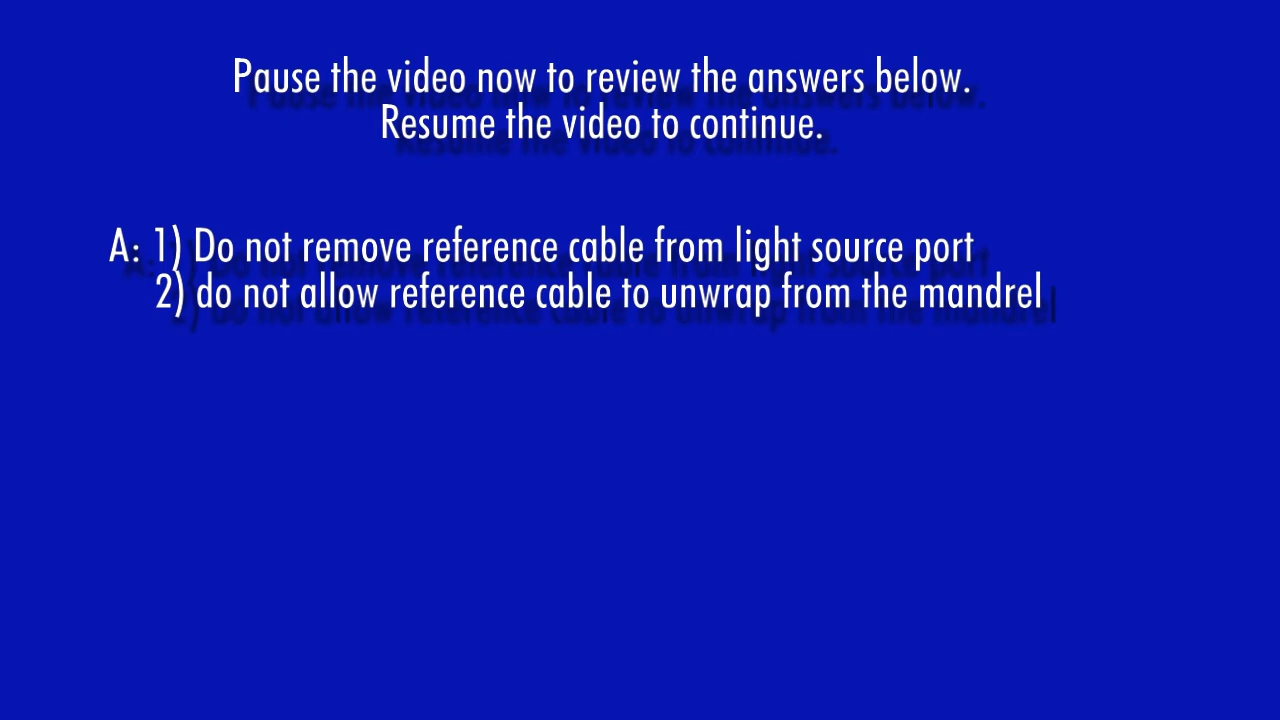 Pause the video now to review the answers below.
Resume the video to continue.
A: 1) Do not remove reference cable from light source port
2) do not allow reference cable to unwrap from the mandrel